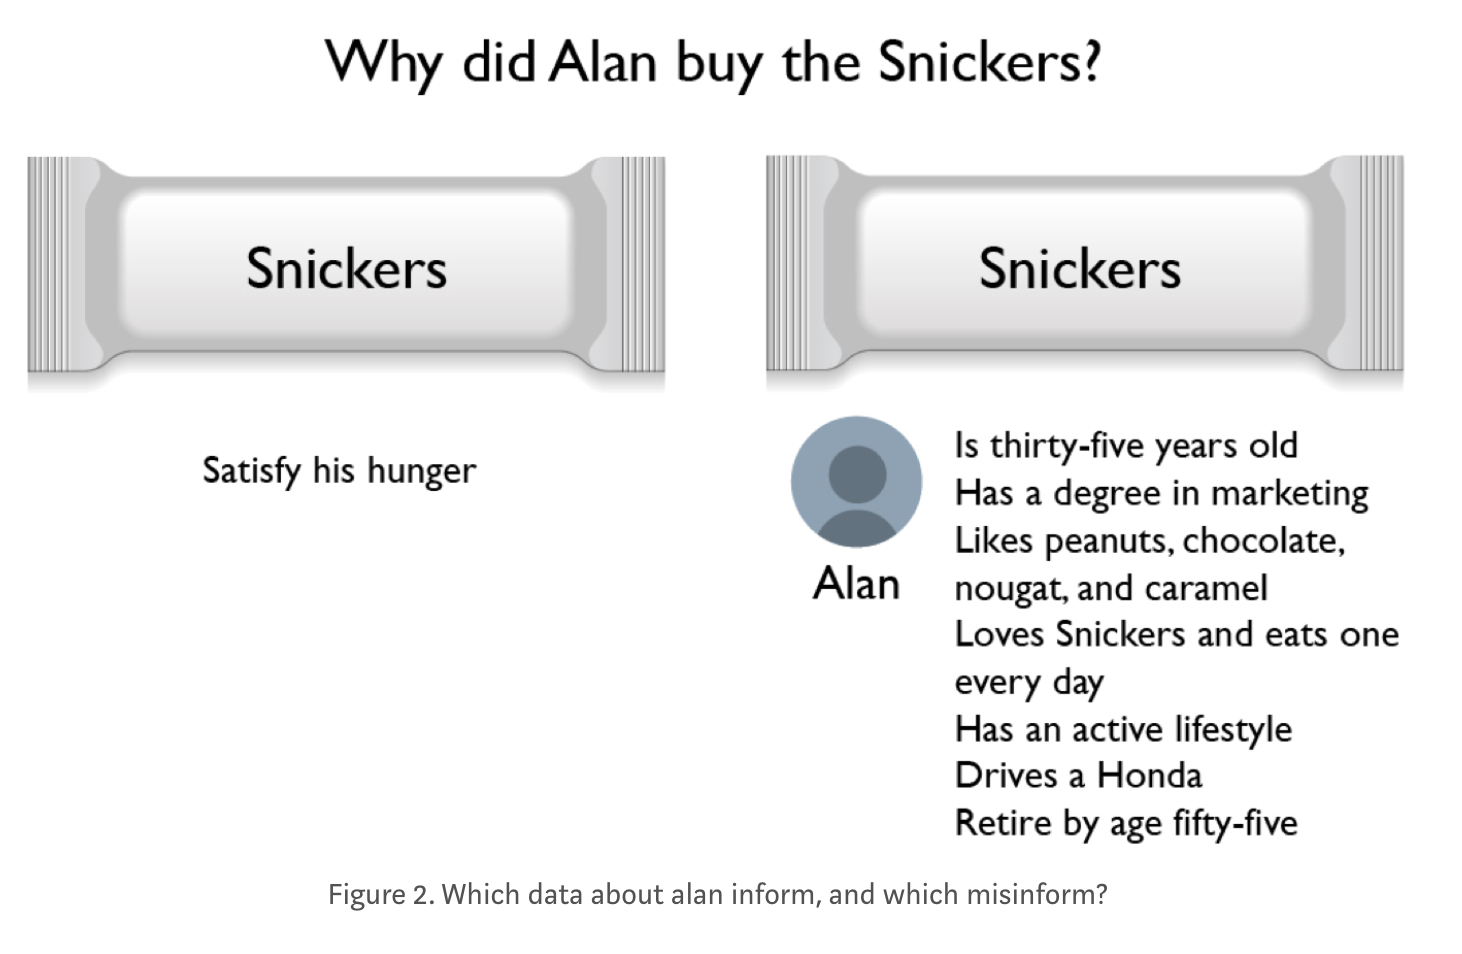 Why did Alan buy the Snickers?
Snickers
Snickers
Satisfy his hunger
Alan
Is thirty-five years old
Has a degree in marketing
Likes peanuts, chocolate,
nougat, and caramel
Loves Snickers and eats one
every day
Has an active lifestyle
Drives a Honda
Retire by age fifty-five
Figure 2. Which data about alan inform, and which misinform?